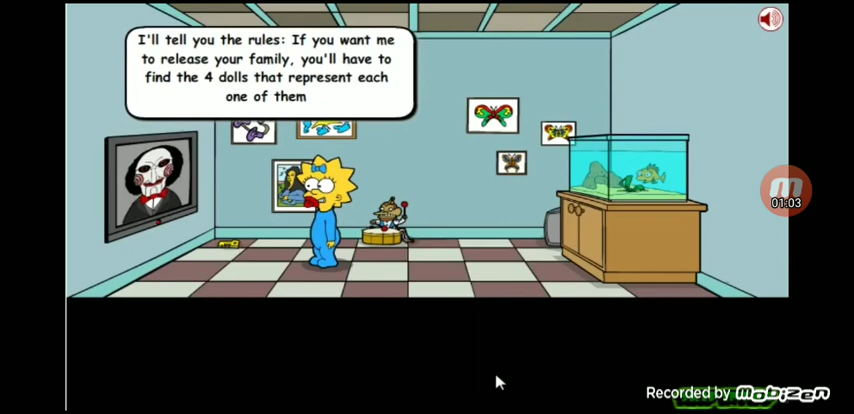 I'll tell you the rules: If you want me
to release your family, you'll have to
find the 4 dolls that represent each
one of them
01:03
Recorded by mobizen